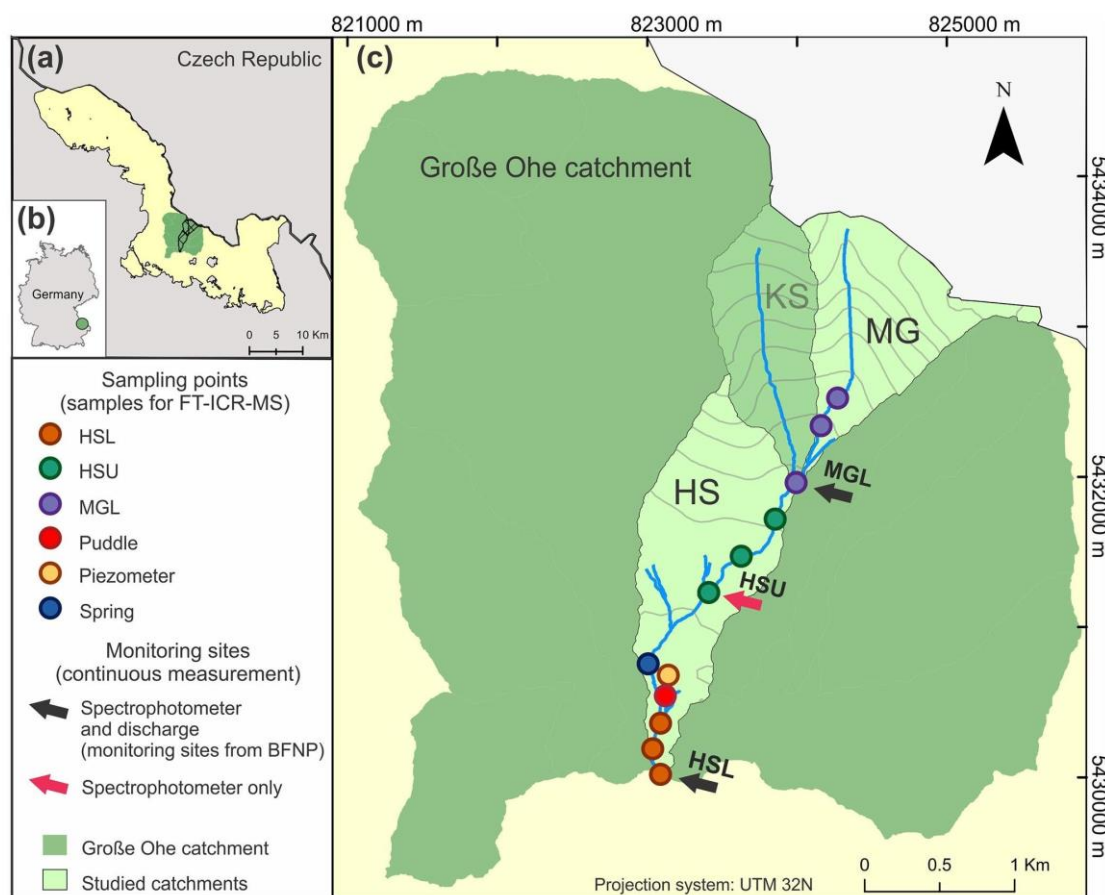 821000 m
823000 m
825000 m
(a)
Czech Republic
(b)
Germany
0 5 10 Km
(c)
N
Große Ohe catchment
KS
MG
HS
MGL
HSU
HSL
5434000 m
5432000 m
5430000 m
0 0.5 1 Km
Projection system: UTM 32N
Sampling points
(samples for FT-ICR-MS)
HSL
HSU
MGL
Puddle
Piezometer
Spring
Monitoring sites
(continuous measurement)
Spectrophotometer
and discharge
(monitoring sites from BFNP)
Spectrophotometer only
Große Ohe catchment
Studied catchments